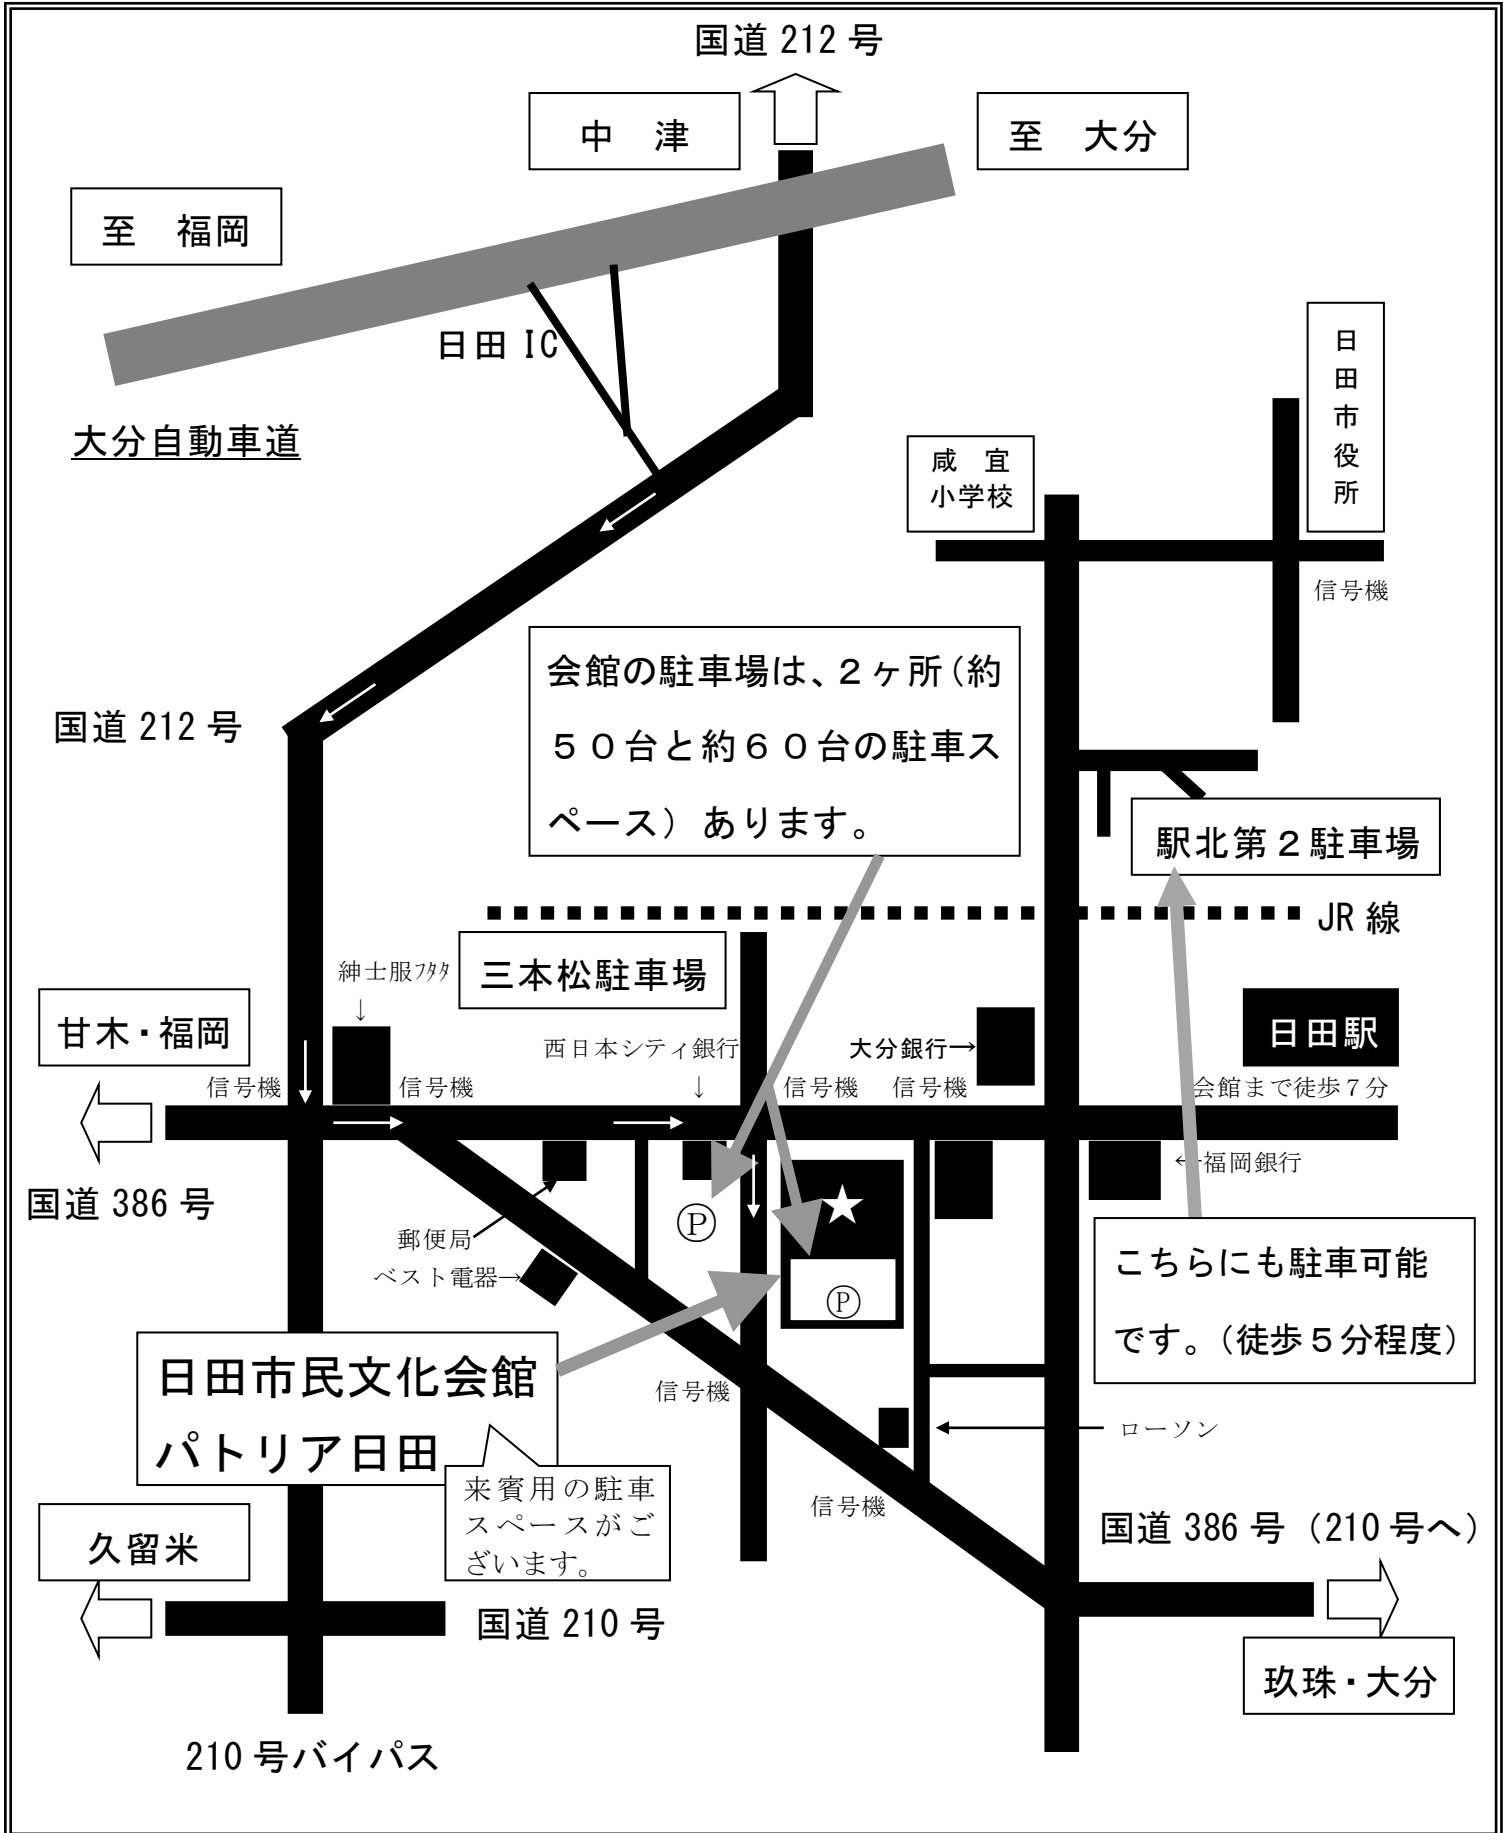 国道 212 号
中　津
至　大分
至　福岡
日田 IC
大分自動車道
日田市役所
咸　宜
小学校
信号機
国道 212 号
会館の駐車場は、２ヶ所（約
５０台と約６０台の駐車ス
ペース）あります。
駅北第２駐車場
JR 線
紳士服ﾌﾀﾀ
↓
三本松駐車場
甘木・福岡
西日本シティ銀行
↓
大分銀行→
日田駅
信号機
信号機
信号機
信号機
会館まで徒歩７分
国道 386 号
←福岡銀行
Ⓟ
★
郵便局
ベスト電器→
Ⓟ
こちらにも駐車可能
です。（徒歩５分程度）
日田市民文化会館
パトリア日田
信号機
ローソン
来賓用の駐車
スペースがご
ざいます。
信号機
久留米
国道 386 号（210 号へ）
国道 210 号
玖珠・大分
210 号バイパス